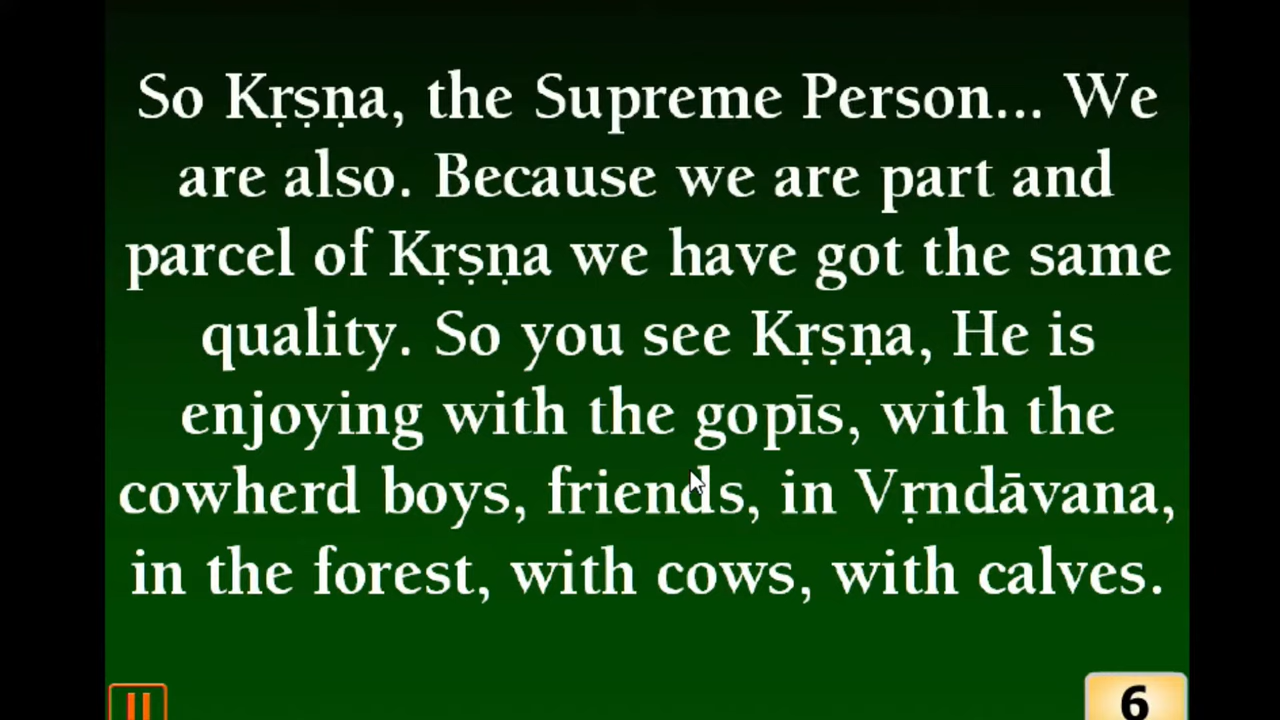 So Kṛṣṇa, the Supreme Person... We
are also. Because we are part and
parcel of Kṛṣṇa we have got the same
quality. So you see Kṛṣṇa, He is
enjoying with the gopīs, with the
cowherd boys, friends, in Vṛndāvana,
in the forest, with cows, with calves.
6